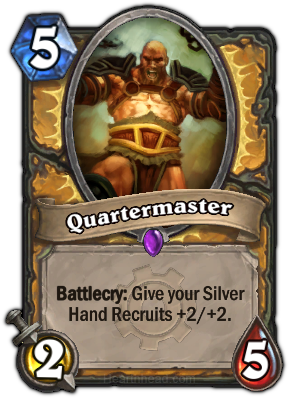 5
Quartermaster
Battlecry: Give your Silver
Hand Recruits +2/+2.
2
5